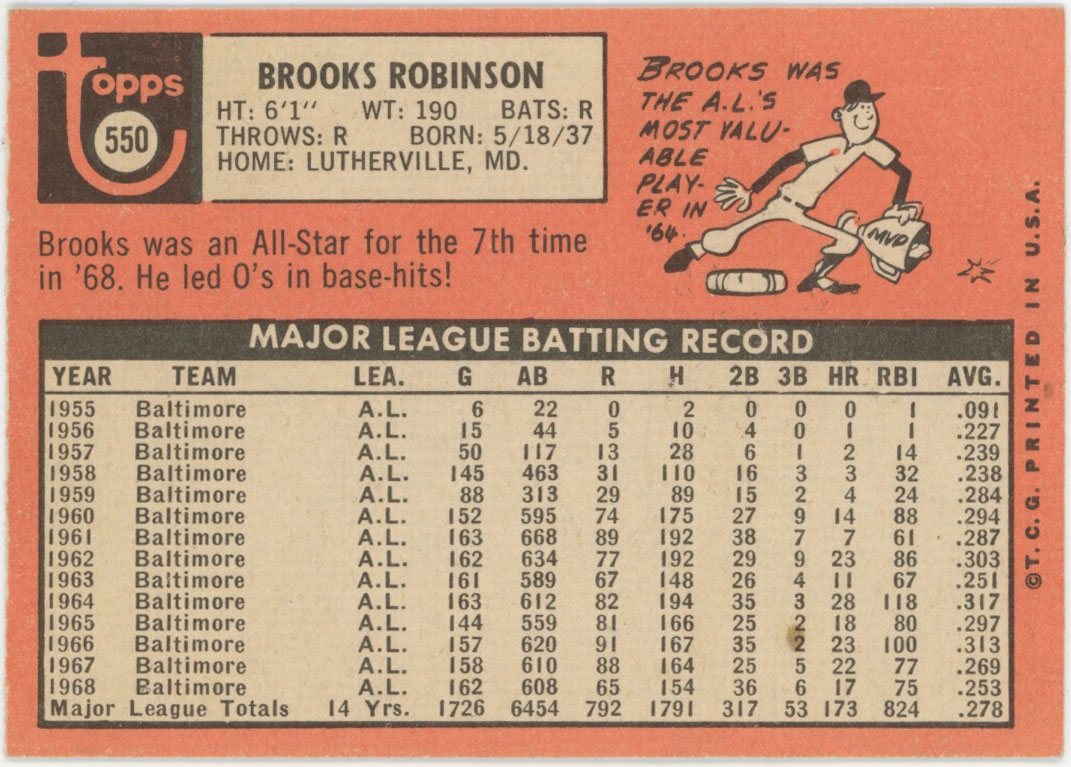 Topps
550
BROOKS ROBINSON
HT: 6'1" WT: 190 BATS: R
THROWS: R BORN: 5/18/37
HOME: LUTHERVILLE, MD.
BROOKS WAS
THE A.L.'S
MOST VALU-
ABLE
PLAY-
ER IN
'64.
MVP
Brooks was an All-Star for the 7th time
in '68. He led O's in base-hits!
MAJOR LEAGUE BATTING RECORD
YEAR TEAM LEA. G AB R H 2B 3B HR RBI AVG.
1955 Baltimore A.L. 6 22 0 2 0 0 0 1 .091
1956 Baltimore A.L. 15 44 5 10 4 0 1 1 .227
1957 Baltimore A.L. 50 117 13 28 6 1 2 14 .239
1958 Baltimore A.L. 145 463 31 110 16 3 3 32 .238
1959 Baltimore A.L. 88 313 29 89 15 2 4 24 .284
1960 Baltimore A.L. 152 595 74 175 27 9 14 88 .294
1961 Baltimore A.L. 163 668 89 192 38 7 7 61 .287
1962 Baltimore A.L. 162 634 77 192 29 9 23 86 .303
1963 Baltimore A.L. 161 589 67 148 26 4 11 67 .251
1964 Baltimore A.L. 163 612 82 194 35 3 28 118 .317
1965 Baltimore A.L. 144 559 81 166 25 2 18 80 .297
1966 Baltimore A.L. 157 620 91 167 35 2 23 100 .313
1967 Baltimore A.L. 158 610 88 164 25 5 22 77 .269
1968 Baltimore A.L. 162 608 65 154 36 6 17 75 .253
Major League Totals 14 Yrs. 1726 6454 792 1791 317 53 173 824 .278
©T.C.G. PRINTED IN U.S.A.